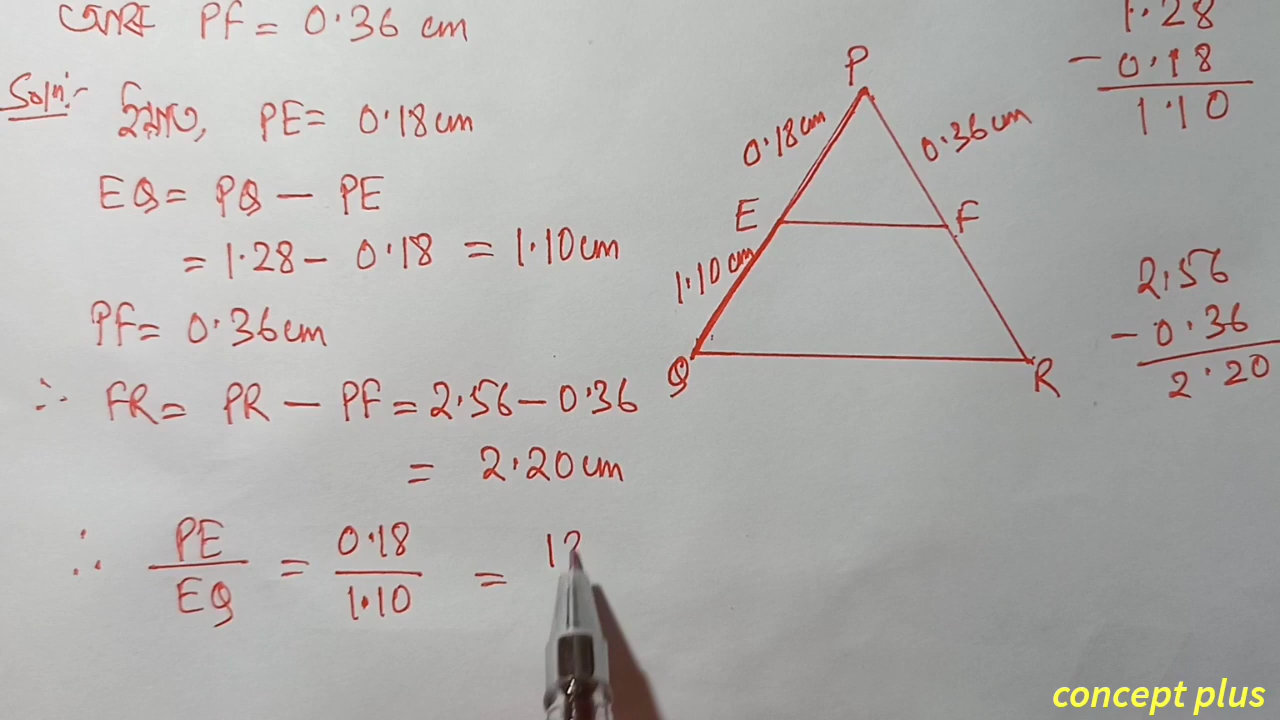 আৰু PF = 0.36 cm
Soln:-
ইয়াত, PE = 0.18 cm
EQ = PQ - PE
= 1.28 - 0.18 = 1.10 cm
PF = 0.36 cm
∴ FR = PR - PF = 2.56 - 0.36
= 2.20 cm
∴ PE/EQ = 0.18/1.10 =
P
0.18 cm
0.36 cm
E
F
1.10 cm
Q
R
1.28
- 0.18
1.10
2.56
- 0.36
2.20
concept plus